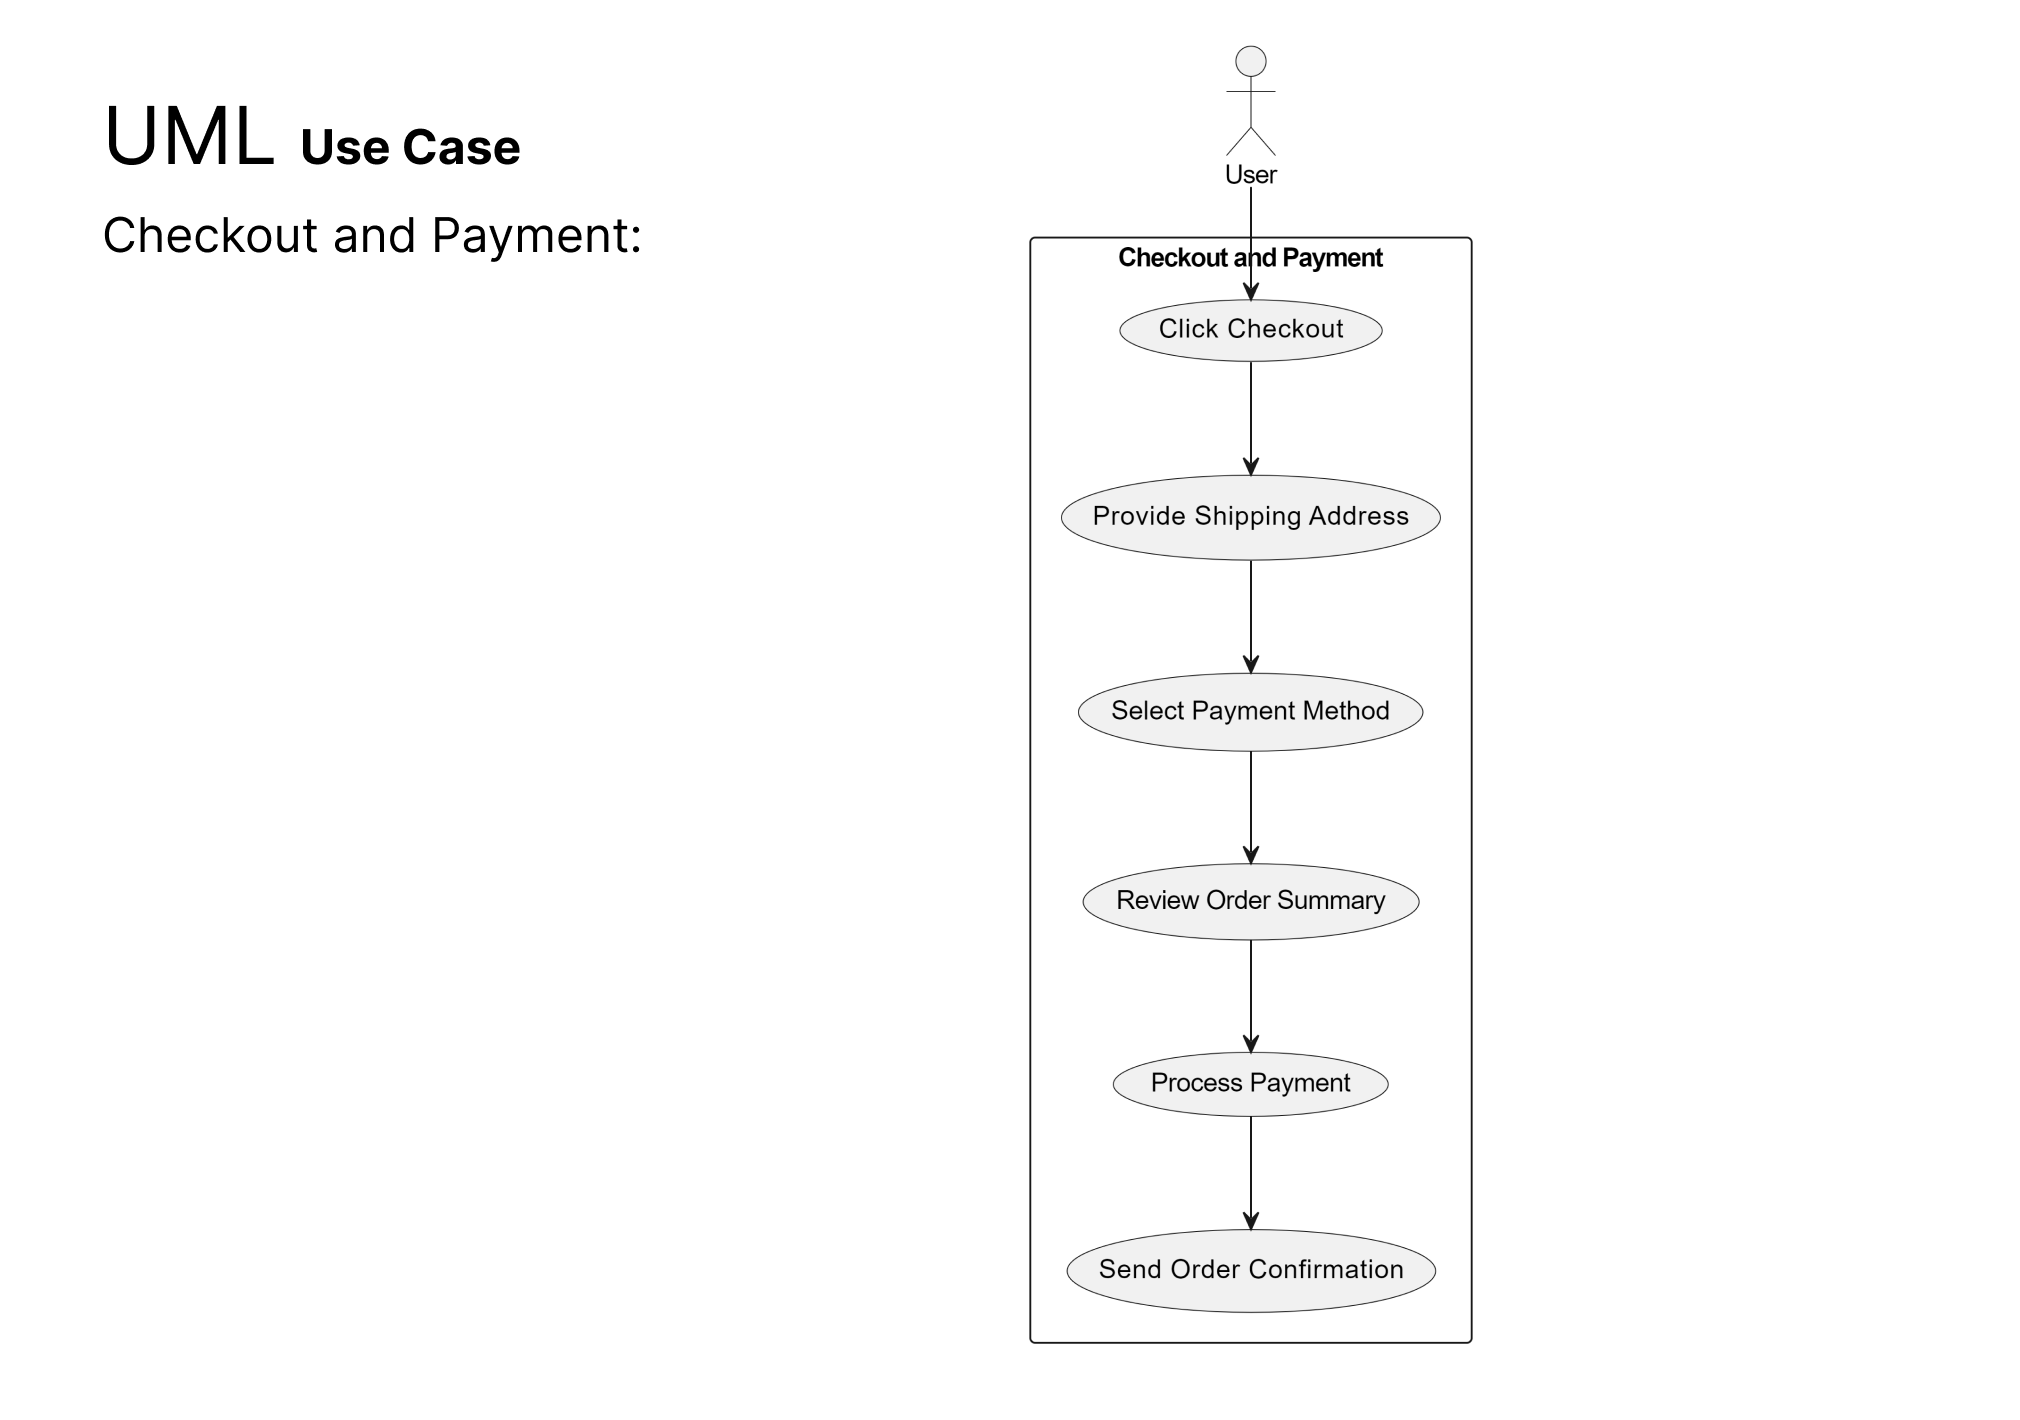 UML Use Case
Checkout and Payment:
User
Checkout and Payment
Click Checkout
Provide Shipping Address
Select Payment Method
Review Order Summary
Process Payment
Send Order Confirmation